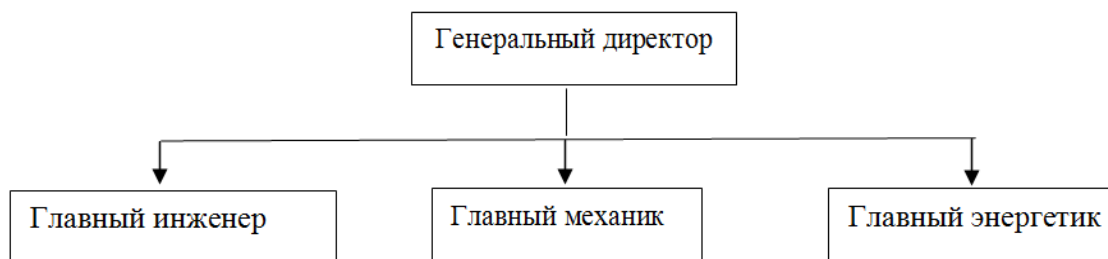 Генеральный директор
Главный инженер
Главный механик
Главный энергетик